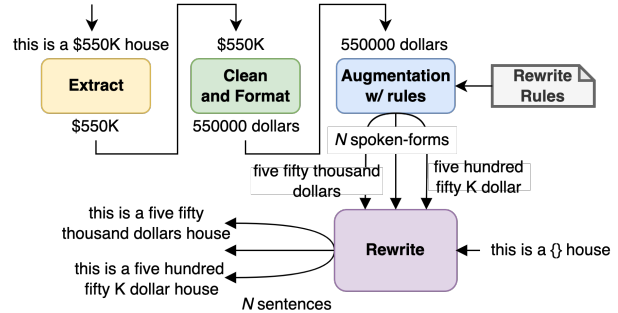 this is a $550K house
Extract
$550K
$550K
Clean
and Format
550000 dollars
550000 dollars
Augmentation
w/ rules
Rewrite
Rules
N spoken-forms
five fifty thousand
dollars
five hundred
fifty K dollar
Rewrite
this is a {} house
this is a five fifty
thousand dollars house
this is a five hundred
fifty K dollar house
N sentences